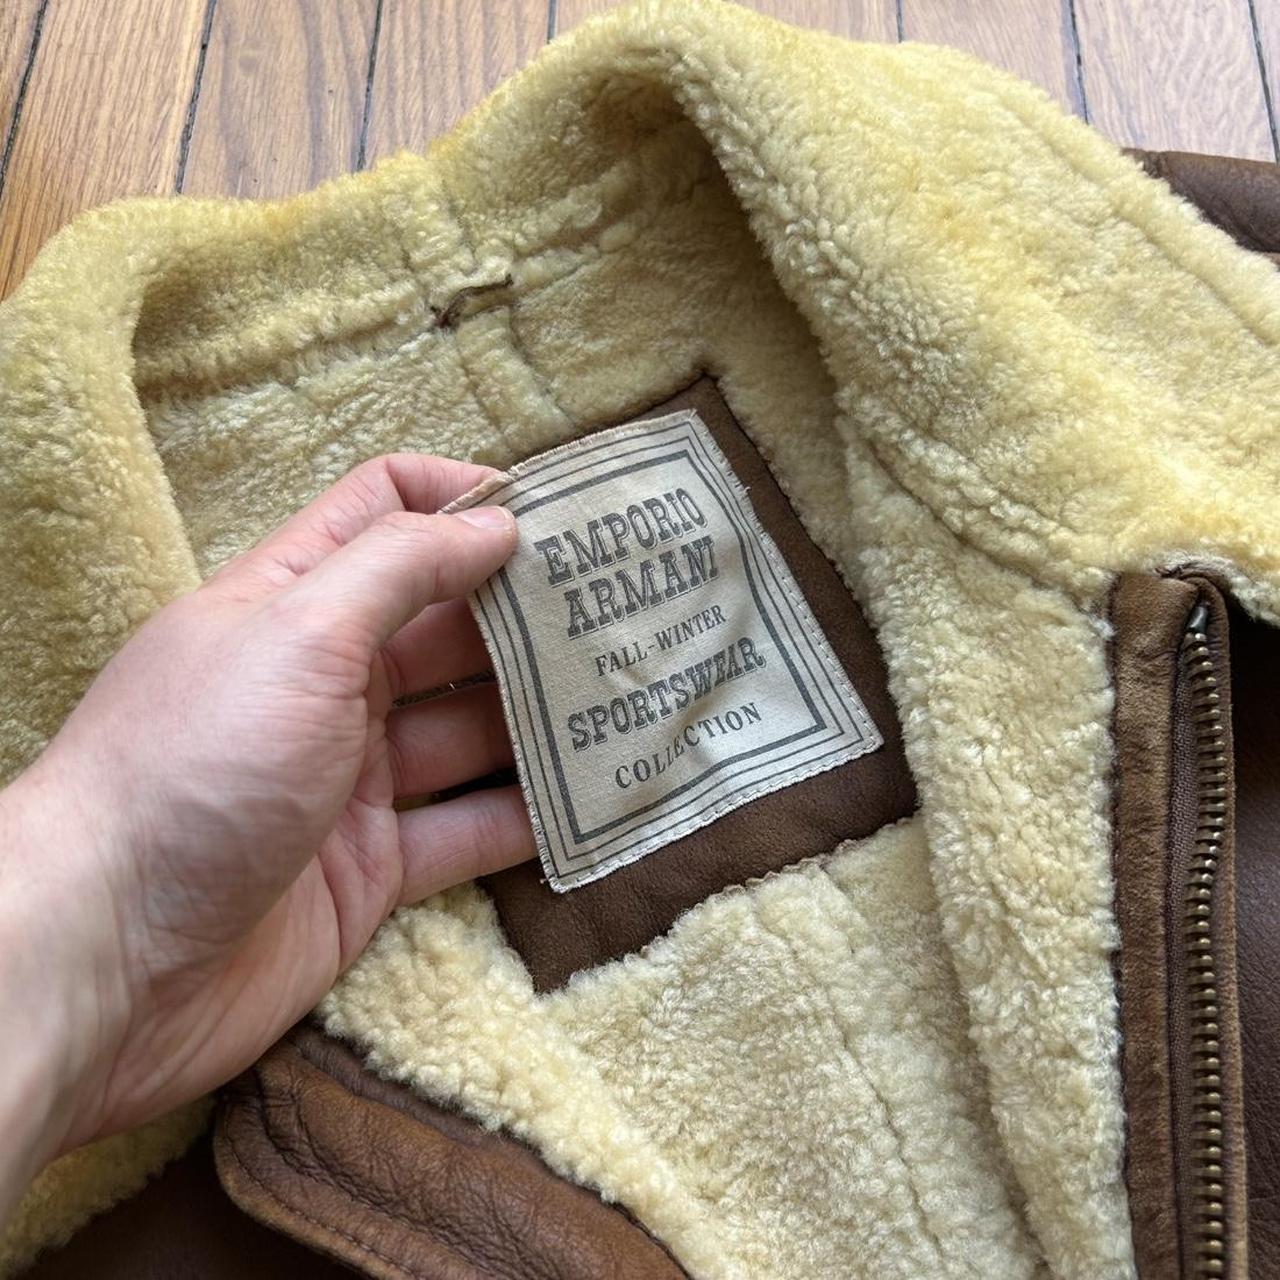 EMPORIO
ARMANI
FALL-WINTER
SPORTSWEAR
COLLECTION